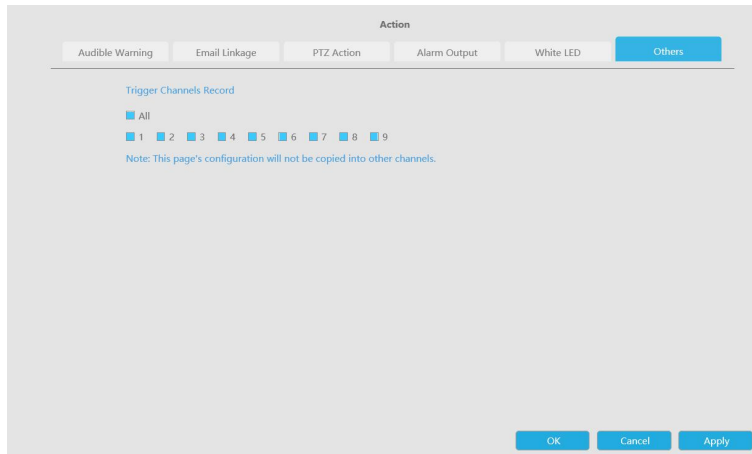 Action
Audible Warning Email Linkage PTZ Action Alarm Output White LED Others
Trigger Channels Record
All
1 2 3 4 5 6 7 8 9
Note: This page's configuration will not be copied into other channels.
OK Cancel Apply